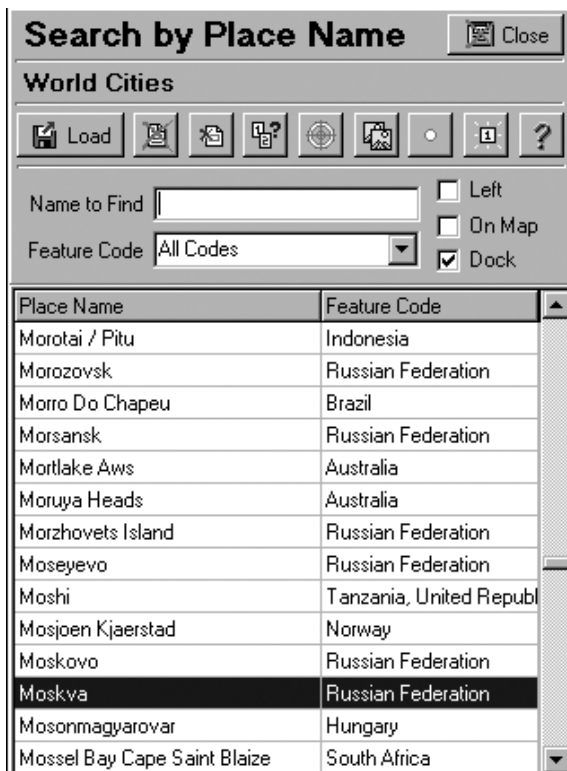 Search by Place Name Close
World Cities
Load
Name to Find Left
On Map
Feature Code All Codes Dock
Place Name Feature Code
Morotai / Pitu Indonesia
Morozovsk Russian Federation
Morro Do Chapeu Brazil
Morsansk Russian Federation
Mortlake Aws Australia
Moruya Heads Australia
Morzhovets Island Russian Federation
Moseyevo Russian Federation
Moshi Tanzania, United Republ
Mosjoen Kjaerstad Norway
Moskovo Russian Federation
Moskva Russian Federation
Mosonmagyarovar Hungary
Mossel Bay Cape Saint Blaize South Africa